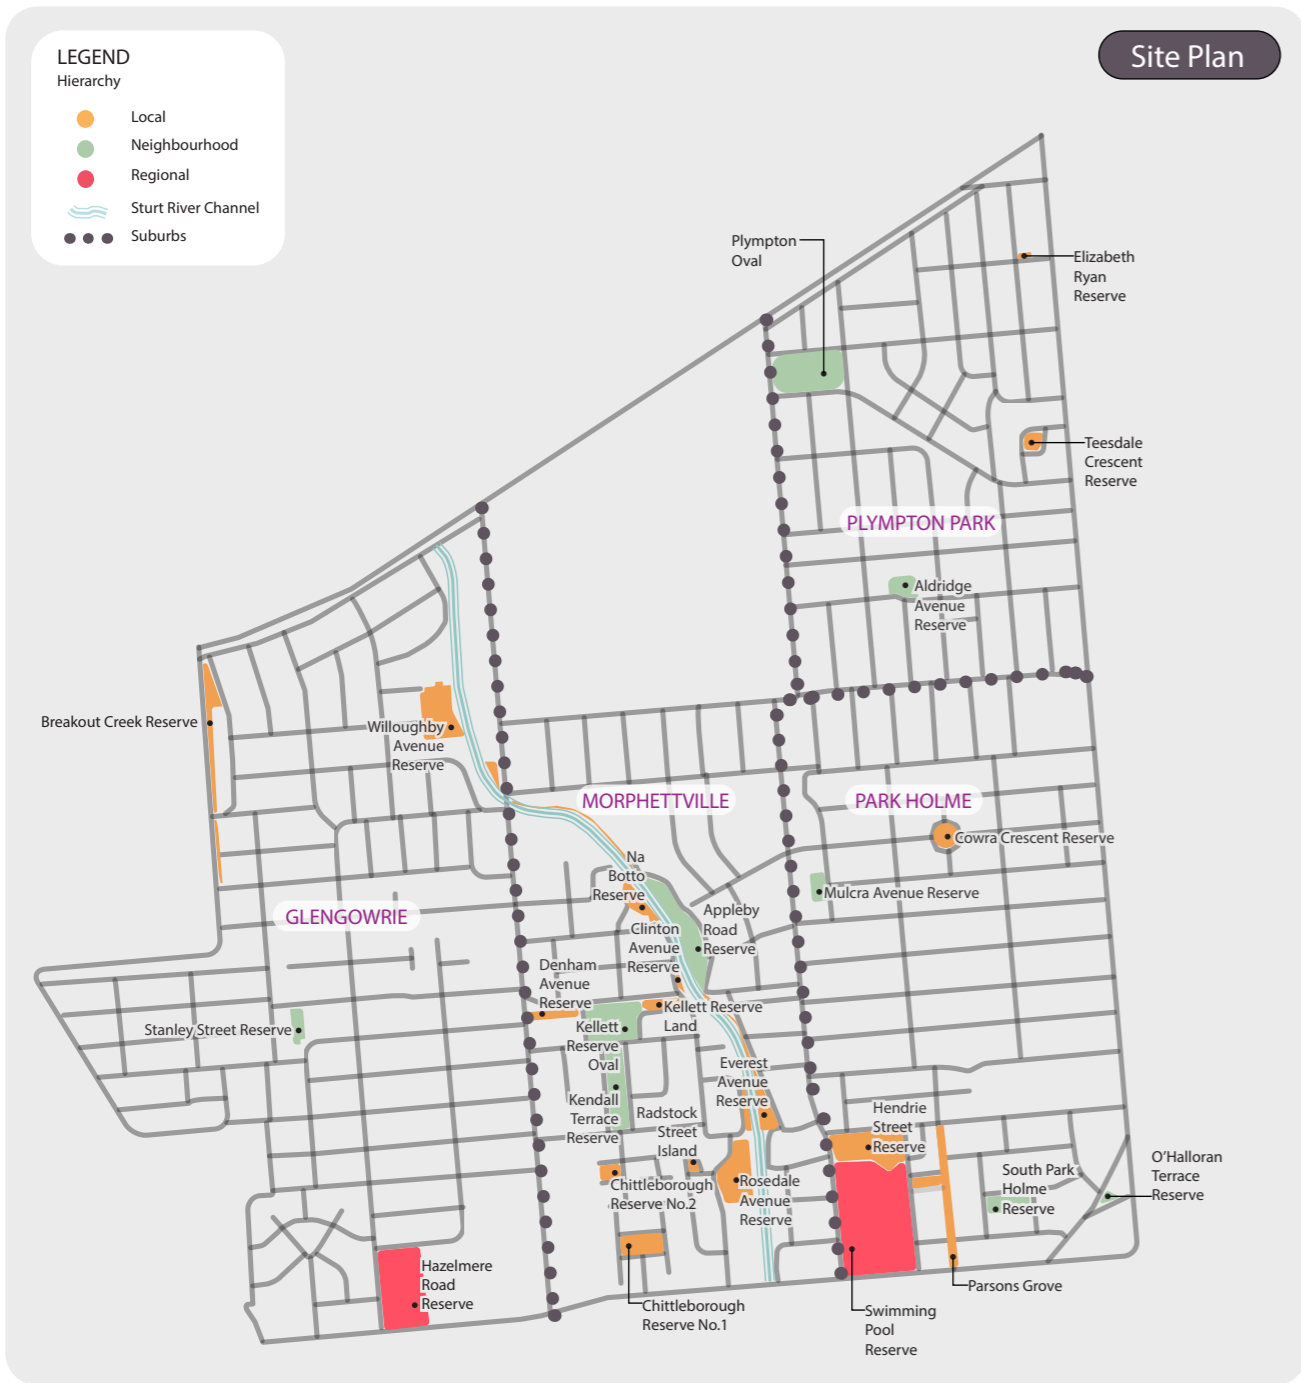 LEGEND
Hierarchy
Local
Neighbourhood
Regional
Sturt River Channel
Suburbs
Site Plan
Plympton
Oval
Elizabeth
Ryan
Reserve
Teesdale
Crescent
Reserve
PLYMPTON PARK
Aldridge
Avenue
Reserve
Breakout Creek Reserve
Willoughby
Avenue
Reserve
MORPHETTVILLE
PARK HOLME
Cowra Crescent Reserve
Na
Botto
Reserve
Mulcra Avenue Reserve
GLENGOWRIE
Appleby
Road
Reserve
Clinton
Avenue
Reserve
Denham
Avenue
Reserve
Kellett Reserve
Land
Stanley Street Reserve
Kellett
Reserve
Oval
Everest
Avenue
Reserve
Kendall
Terrace
Reserve
Radstock
Street
Island
Hendrie
Street
Reserve
O'Halloran
Terrace
Reserve
South Park
Holme
Reserve
Chittleborough
Reserve No.2
Rosedale
Avenue
Reserve
Hazelmere
Road
Reserve
Parsons Grove
Chittleborough
Reserve No.1
Swimming
Pool
Reserve